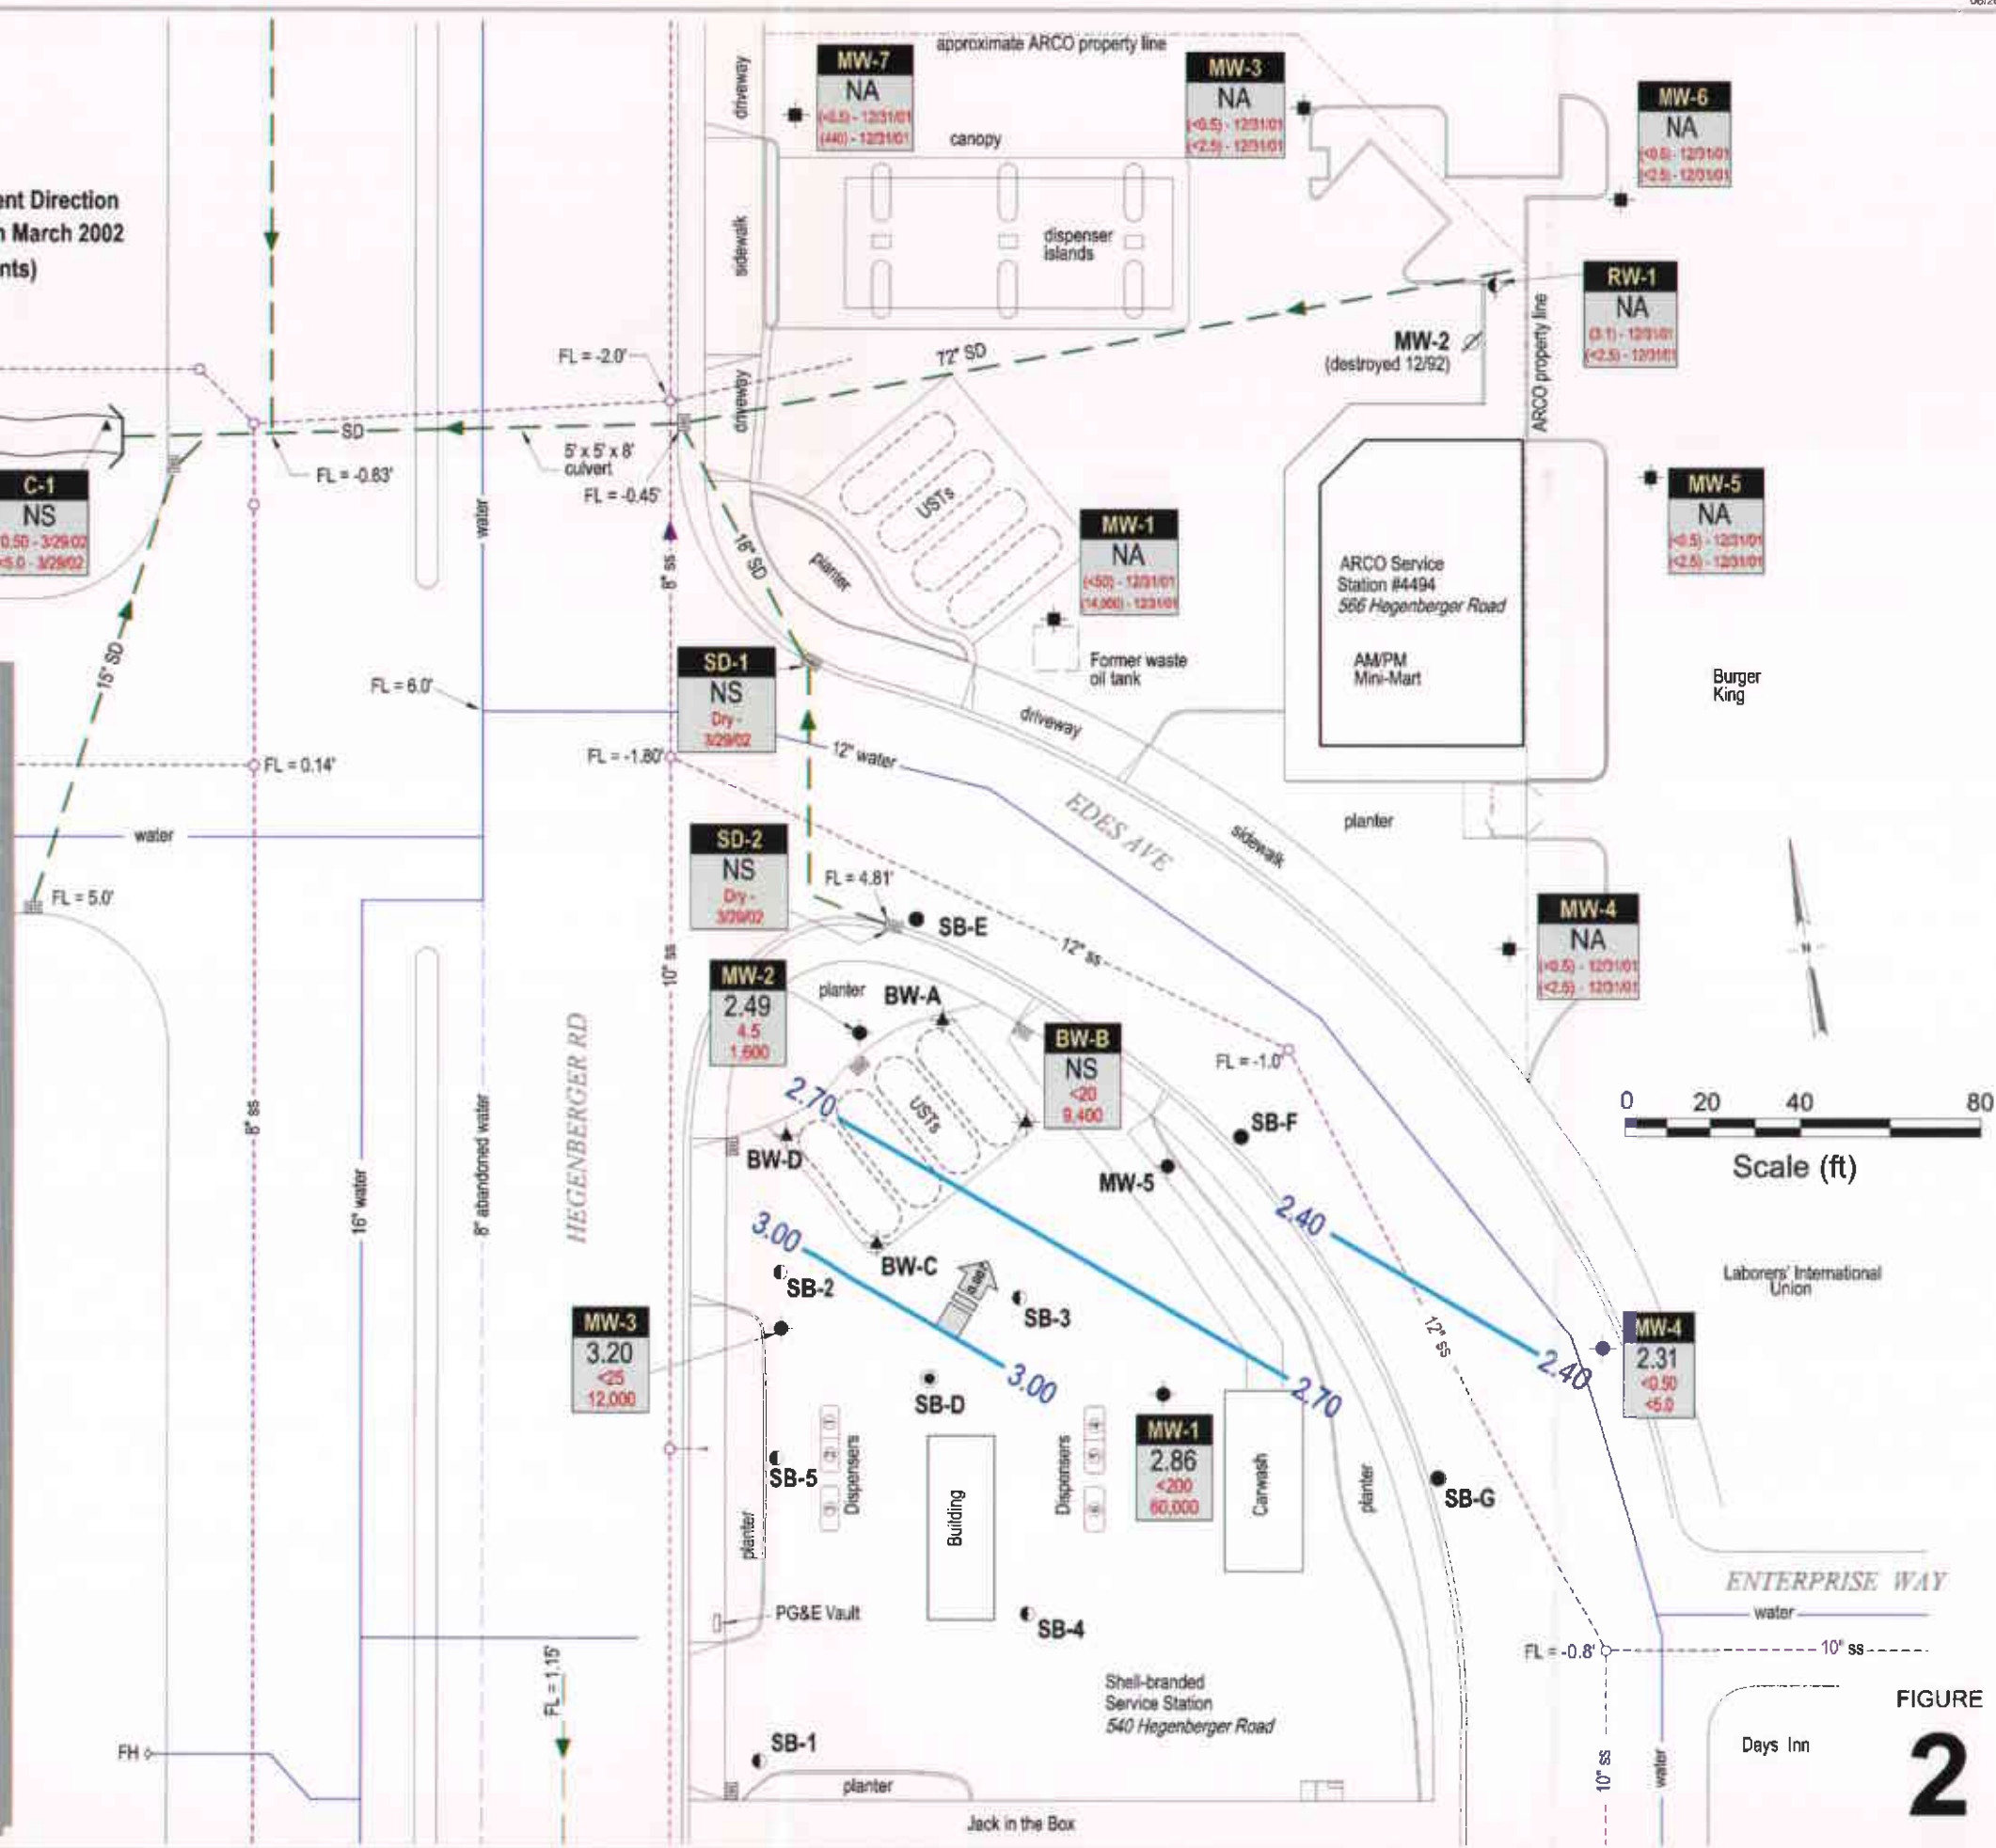 approximate ARCO property line
MW-7
NA
(<0.5) - 12/31/01
(440) - 12/31/01
MW-3
NA
(<0.5) - 12/31/01
(<2.5) - 12/31/01
MW-6
NA
(<0.5) - 12/31/01
(<2.5) - 12/31/01
driveway
canopy
ent Direction
n March 2002
nts)
sidewalk
dispenser
islands
RW-1
NA
(3.1) - 12/31/01
(<2.5) - 12/31/01
ARCO property line
MW-2
(destroyed 12/92)
FL = -2.0'
72" SD
driveway
SD
5' x 5' x 8'
culvert
FL = -0.63'
FL = -0.45'
C-1
NS
0.50 - 3/29/02
<5.0 - 3/29/02
water
8" ss
18" SD
planter
USTs
MW-1
NA
(<50) - 12/31/01
(14,000) - 12/31/01
ARCO Service
Station #4494
566 Hegenberger Road
AM/PM
Mini-Mart
MW-5
NA
(<0.5) - 12/31/01
(<2.5) - 12/31/01
Burger
King
15" SD
FL = 6.0'
SD-1
NS
Dry -
3/29/02
Former waste
oil tank
driveway
FL = -1.80'
12" water
FL = 0.14'
EDES AVE
sidewalk
planter
water
SD-2
NS
Dry -
3/29/02
FL = 4.81'
FL = 5.0'
SB-E
12" ss
10" ss
MW-4
NA
(<0.5) - 12/31/01
(<2.5) - 12/31/01
N
MW-2
2.49
4.5
1,600
planter
BW-A
BW-B
NS
<20
9,400
FL = -1.0'
HEGENBERGER RD
8" ss
16" water
8" abandoned water
2.70
USTs
BW-D
SB-F
MW-5
0 20 40 80
Scale (ft)
3.00
BW-C
SB-2
SB-3
2.40
Laborers' International
Union
MW-3
3.20
<25
12,000
3.00
SB-D
2.70
12" ss
2.40
MW-4
2.31
<0.50
<5.0
MW-1
2.86
<200
60,000
SB-5
Dispensers
Building
Dispensers
Carwash
planter
SB-G
planter
PG&E Vault
SB-4
ENTERPRISE WAY
water
FL = -0.8'
10" ss
FL = 1.15'
Shell-branded
Service Station
540 Hegenberger Road
FH
SB-1
planter
10" ss
water
Days Inn
FIGURE
2
Jack in the Box